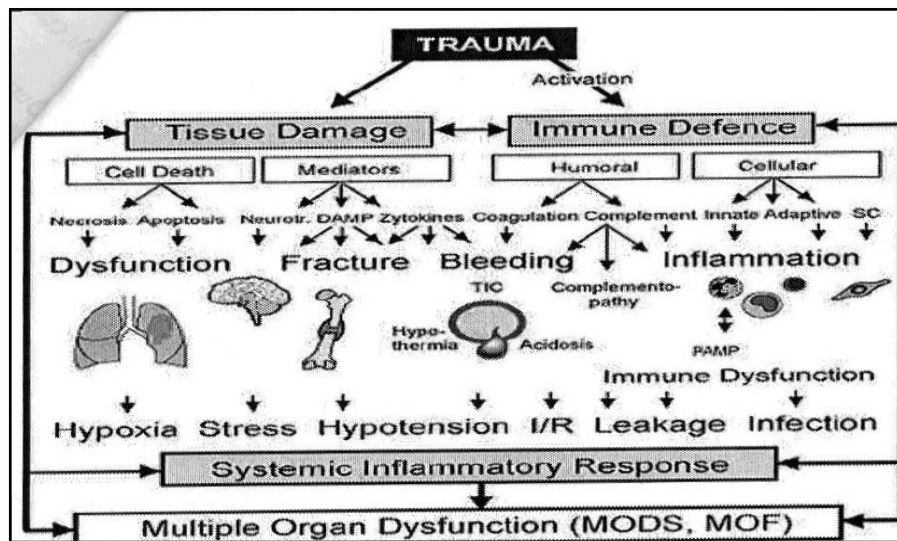 TRAUMA
Activation
Tissue Damage
Immune Defence
Cell Death
Mediators
Humoral
Cellular
Necrosis Apoptosis Neurotr. DAMP Zytokines Coagulation Complement Innate Adaptive SC
Dysfunction Fracture Bleeding Inflammation
TIC
Complemento-
pathy
Hypo-
thermia
Acidosis
PAMP
Immune Dysfunction
Hypoxia Stress Hypotension I/R Leakage Infection
Systemic Inflammatory Response
Multiple Organ Dysfunction (MODS, MOF)